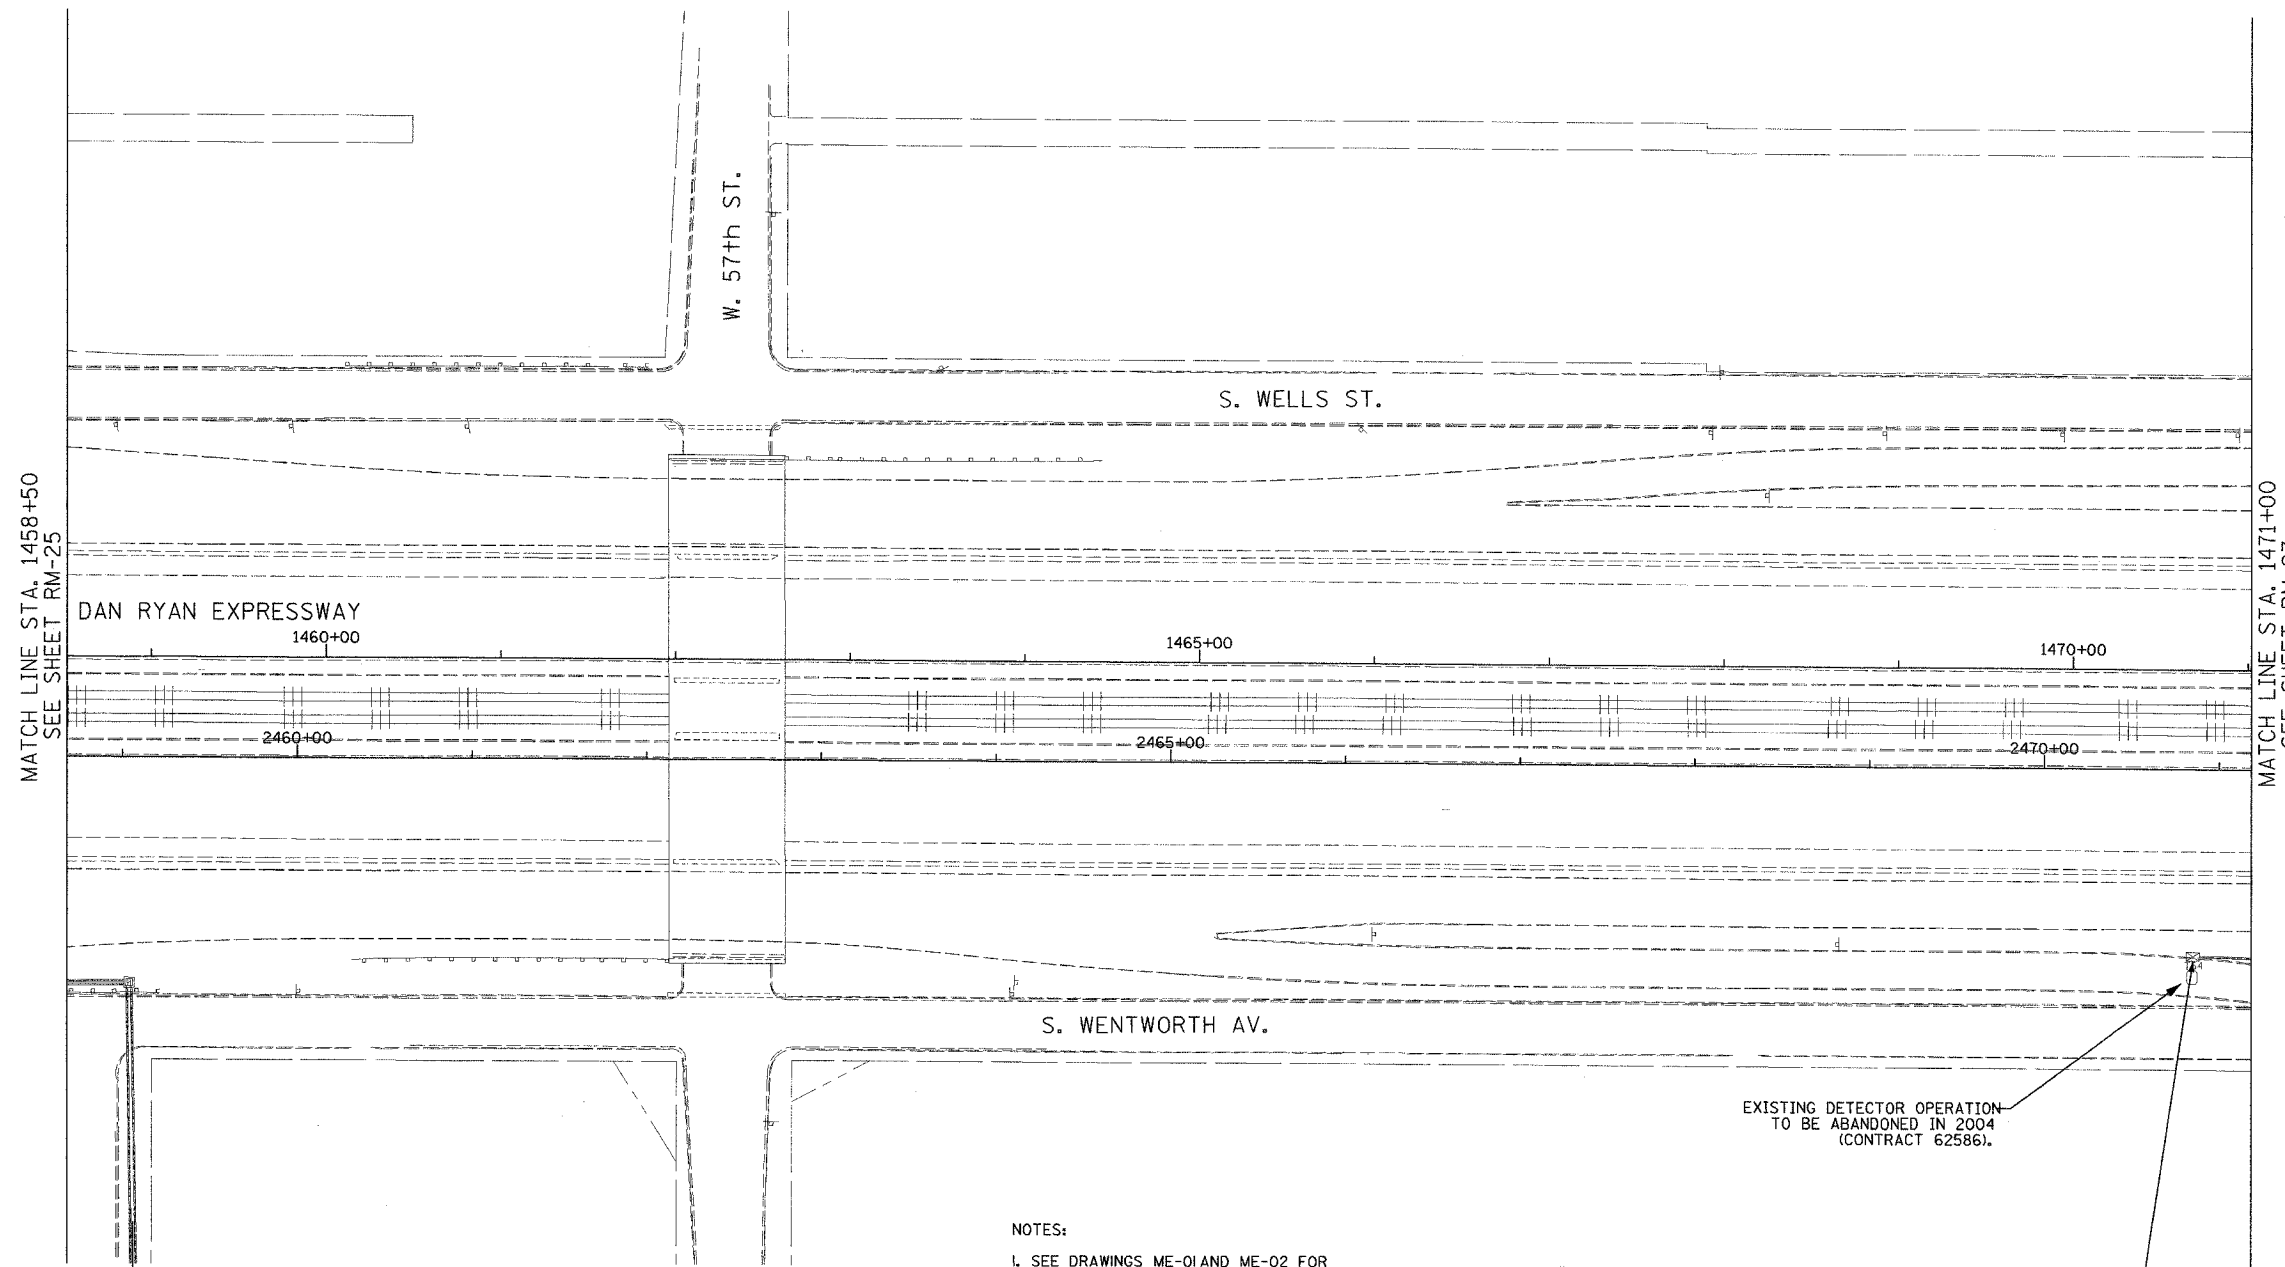 W. 57th ST.
S. WELLS ST.
MATCH LINE STA. 1458+50
SEE SHEET RM-25
DAN RYAN EXPRESSWAY
1460+00
1465+00
1470+00
2460+00
2465+00
2470+00
MATCH LINE STA. 1471+00
S. WENTWORTH AV.
EXISTING DETECTOR OPERATION
TO BE ABANDONED IN 2004
(CONTRACT 62586).
NOTES:
1. SEE DRAWINGS ME-01 AND ME-02 FOR